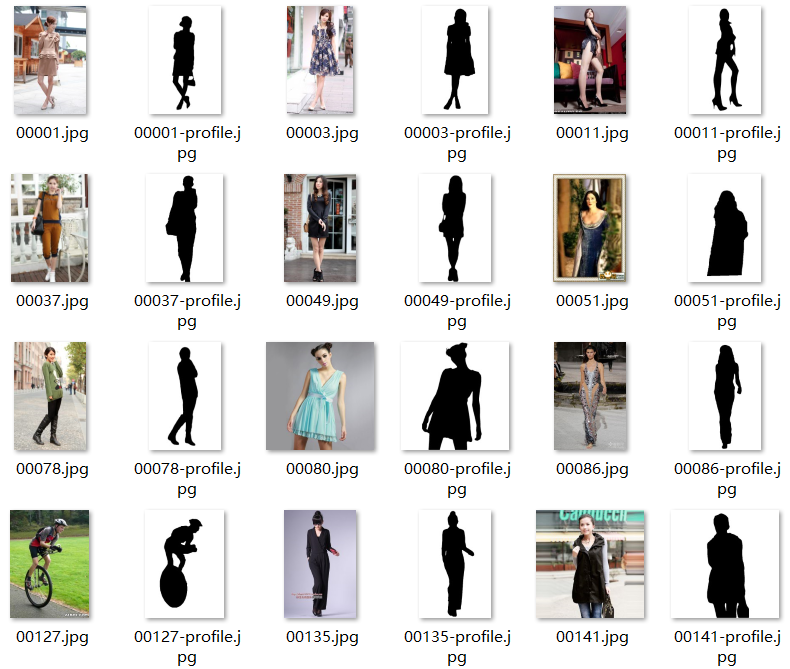 00001.jpg
00001-profile.j
pg
00003.jpg
00003-profile.j
pg
00011.jpg
00011-profile.j
pg
00037.jpg
00037-profile.j
pg
00049.jpg
00049-profile.j
pg
00051.jpg
00051-profile.j
pg
00078.jpg
00078-profile.j
pg
00080.jpg
00080-profile.j
pg
00086.jpg
00086-profile.j
pg
00127.jpg
00127-profile.j
pg
00135.jpg
00135-profile.j
pg
00141.jpg
00141-profile.j
pg